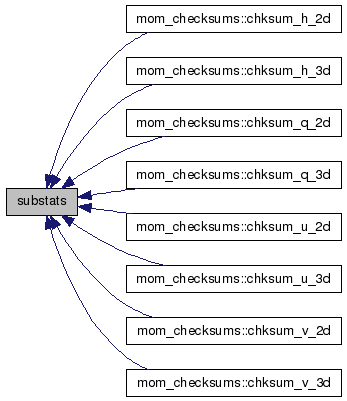 mom_checksums::chksum_h_2d
mom_checksums::chksum_h_3d
mom_checksums::chksum_q_2d
mom_checksums::chksum_q_3d
substats
mom_checksums::chksum_u_2d
mom_checksums::chksum_u_3d
mom_checksums::chksum_v_2d
mom_checksums::chksum_v_3d